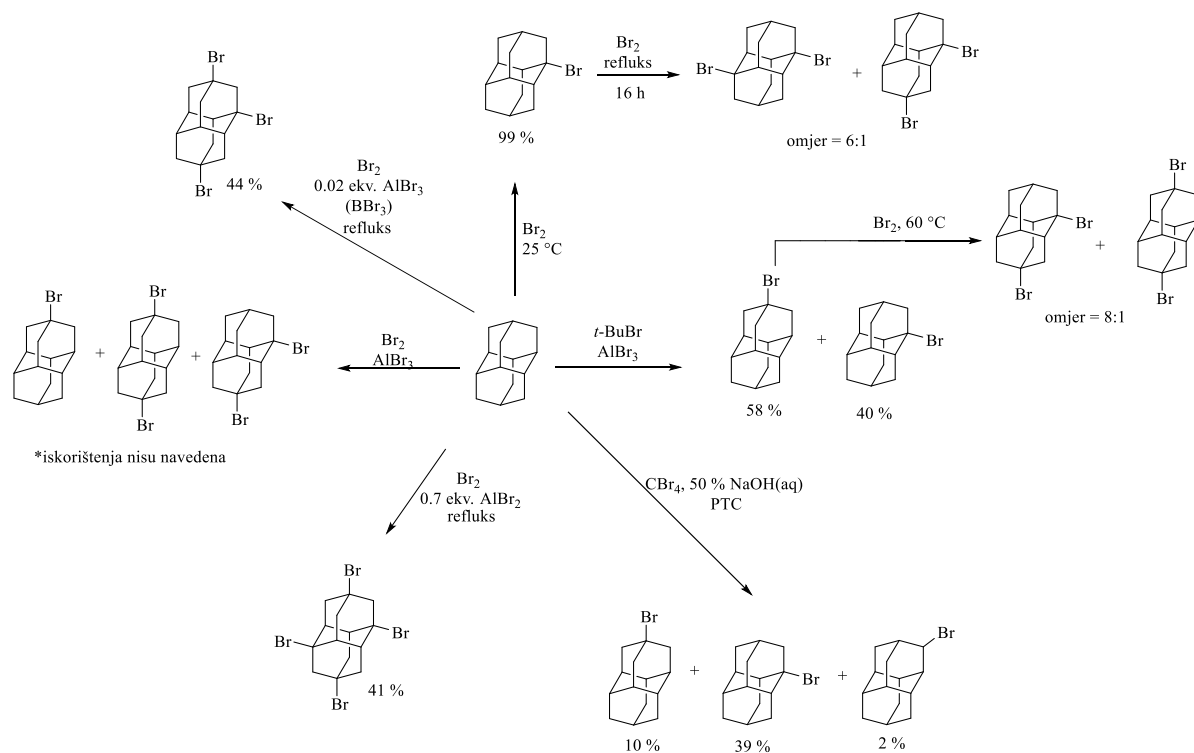 Br
Br
Br
44 %
Br₂
0.02 ekv. AlBr₃
(BBr₃)
refluks
Br
99 %
Br₂
refluks
16 h
Br
Br
+
Br
Br
omjer = 6:1
Br₂
25 °C
Br₂, 60 °C
Br
Br
+
Br
Br
omjer = 8:1
Br
+
Br
Br
+
Br
Br
*iskorištenja nisu navedena
Br₂
AlBr₃
t-BuBr
AlBr₃
Br
58 %
+
Br
40 %
Br₂
0.7 ekv. AlBr₂
refluks
CBr₄, 50 % NaOH(aq)
PTC
Br
Br
Br
Br
41 %
Br
10 %
+
Br
39 %
+
Br
2 %